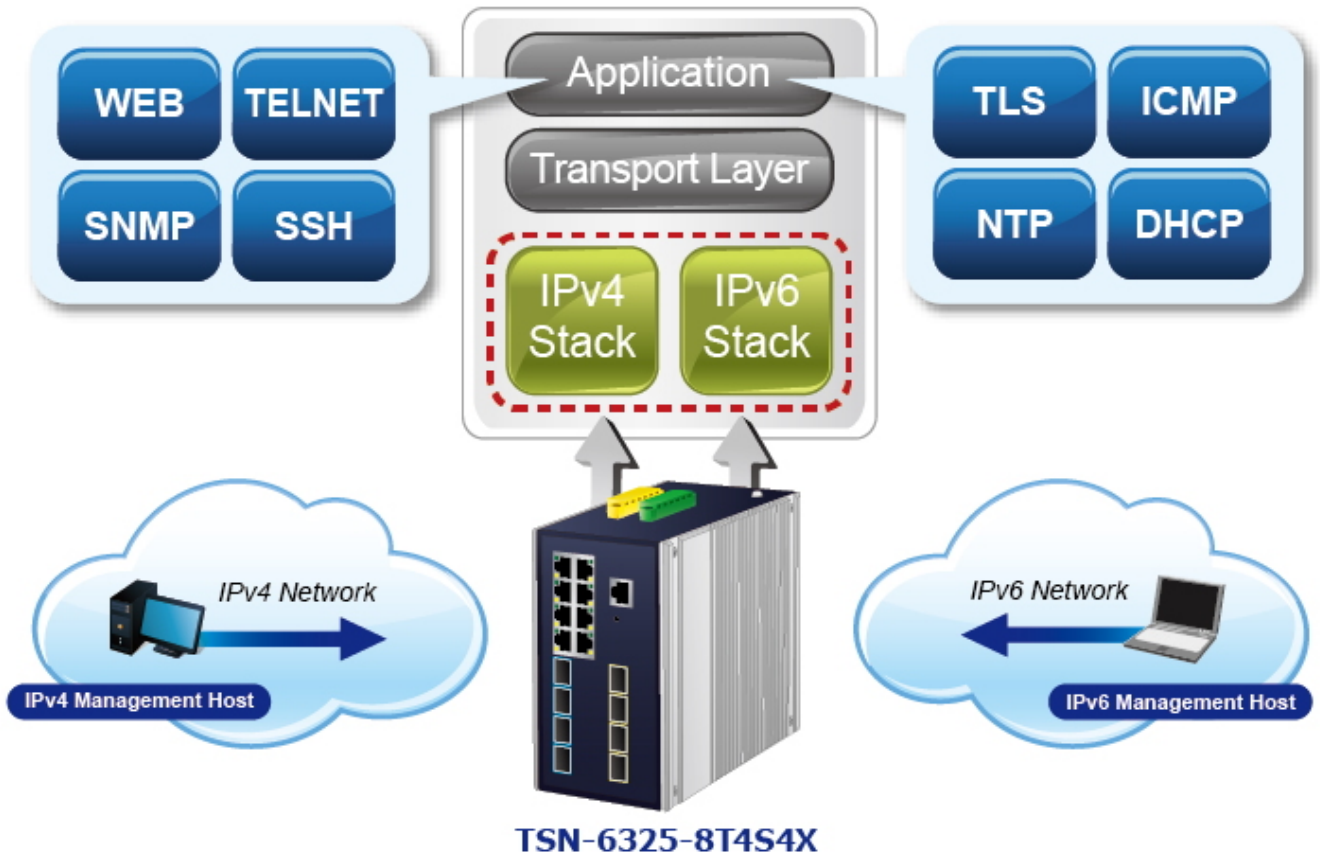 WEB
TELNET
SNMP
SSH
Application
Transport Layer
IPv4
Stack
IPv6
Stack
TLS
ICMP
NTP
DHCP
IPv4 Network
IPv4 Management Host
IPv6 Network
IPv6 Management Host
TSN-6325-8T4S4X